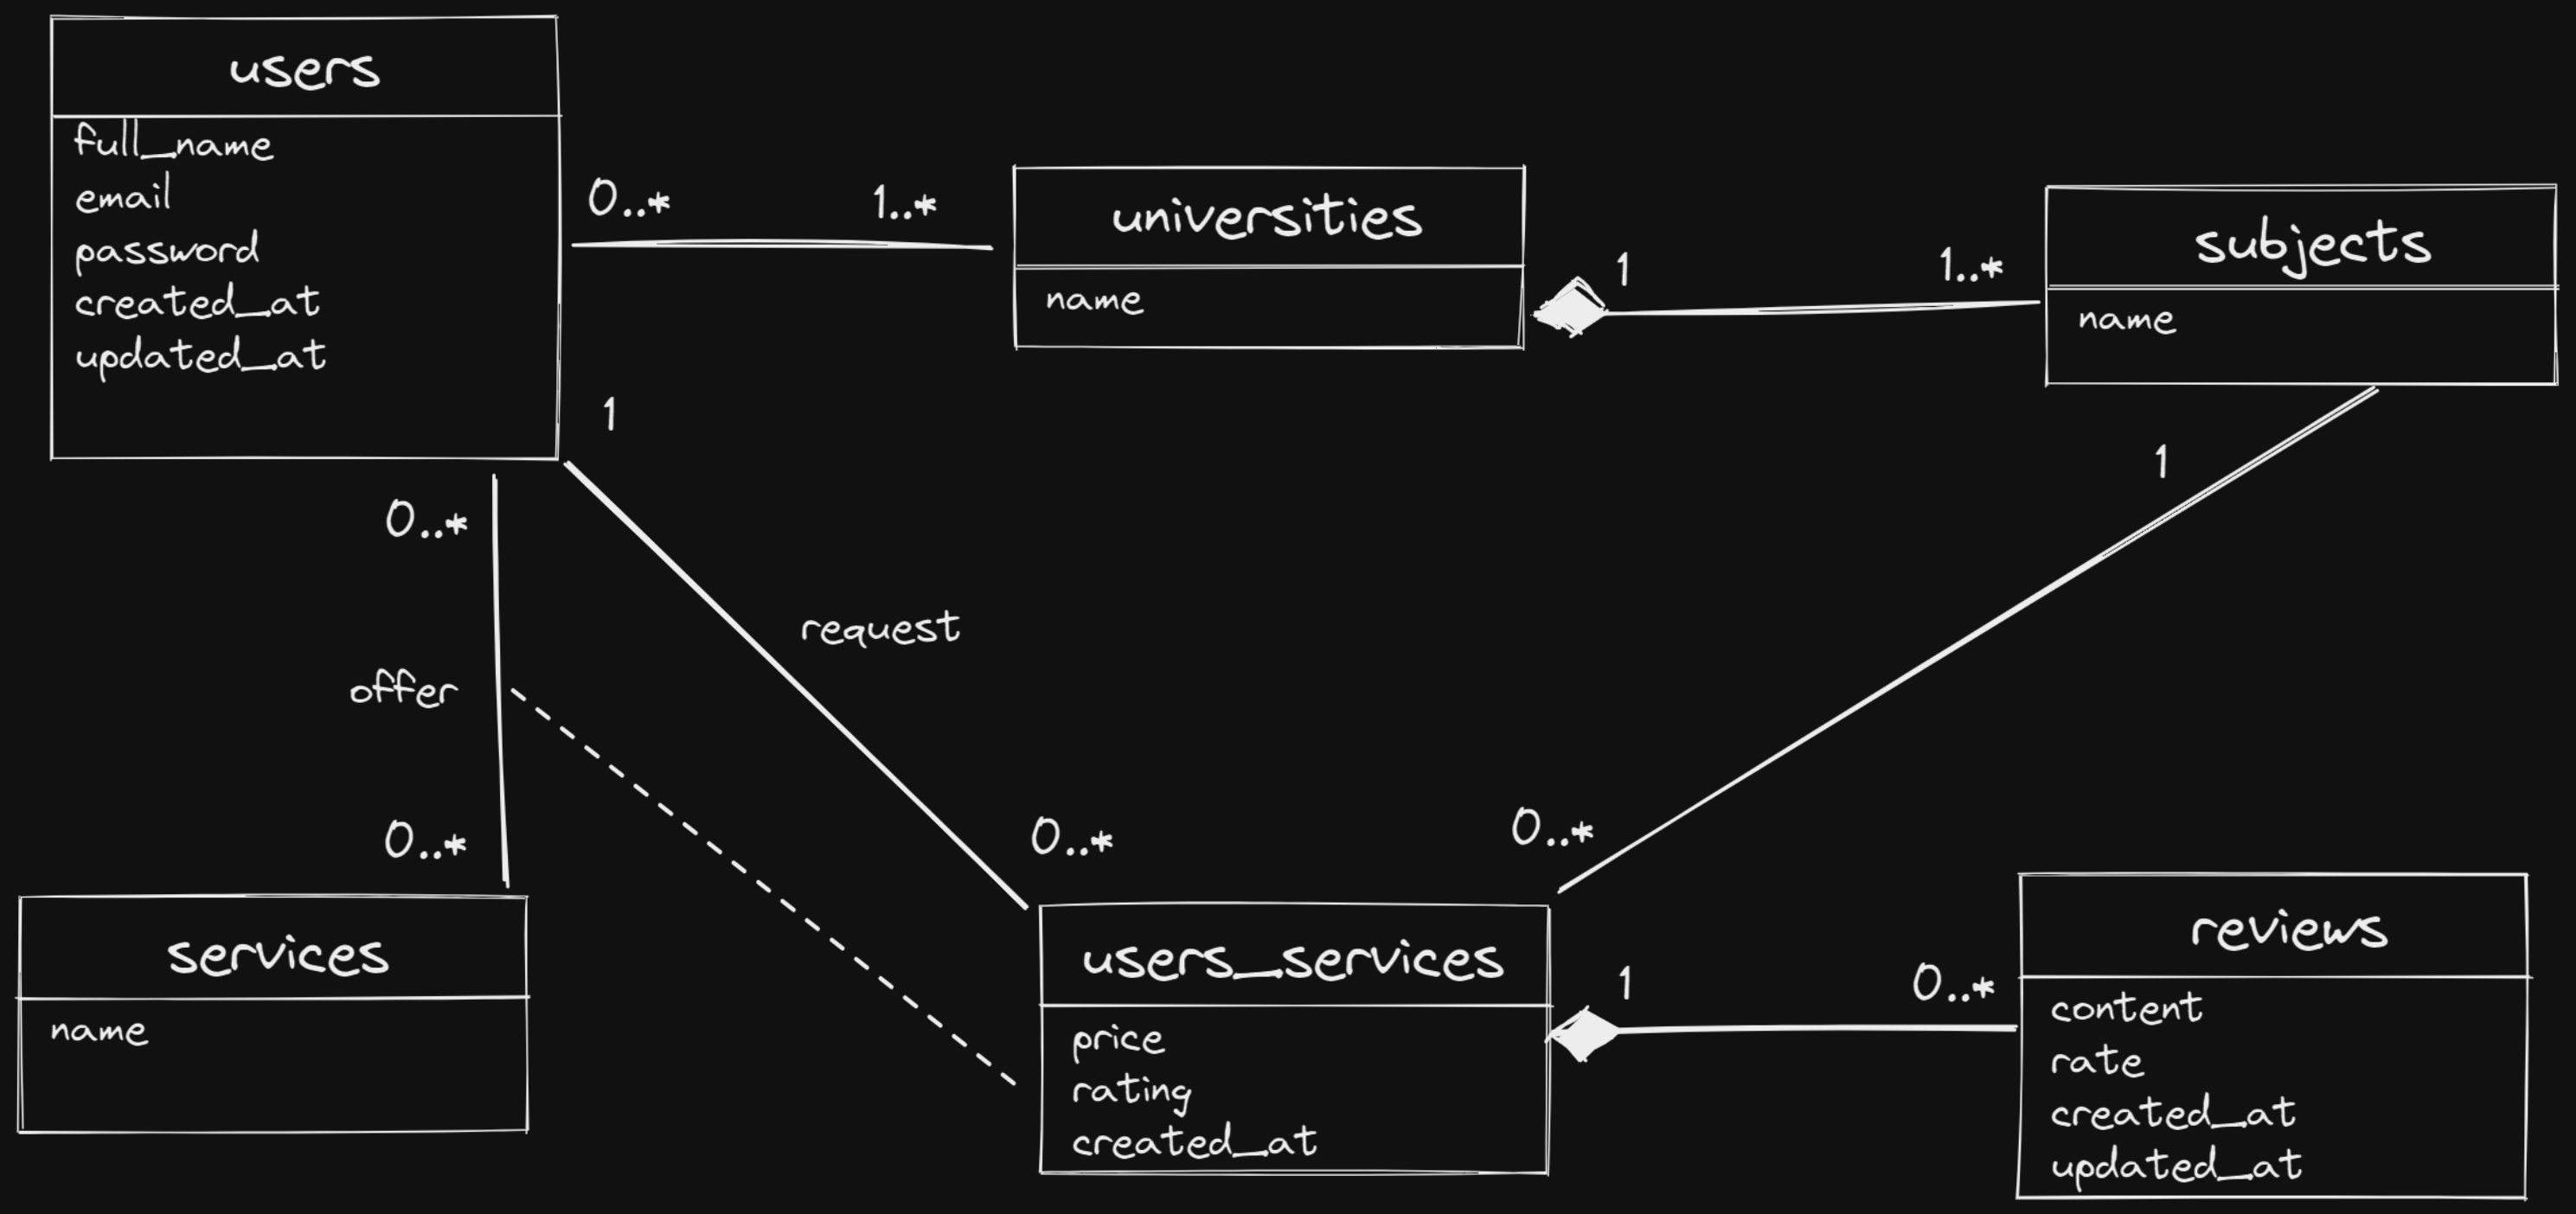 users
full_name
email
password
created_at
updated_at
0..*
1..*
universities
name
1
1..*
subjects
name
1
0..*
request
offer
1
0..*
0..*
0..*
services
name
users_services
price
rating
created_at
1
0..*
reviews
content
rate
created_at
updated_at